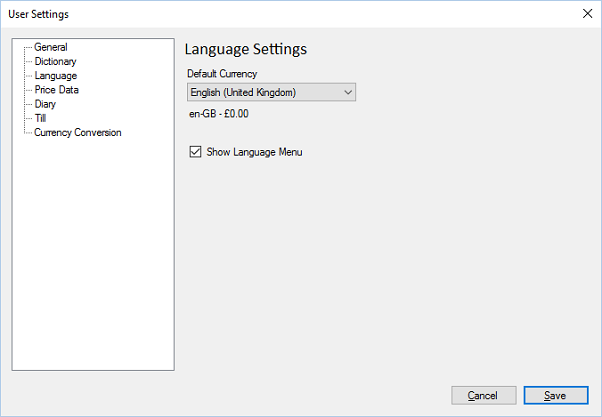 User Settings
General
Dictionary
Language
Price Data
Diary
Till
Currency Conversion
Language Settings
Default Currency
English (United Kingdom)
en-GB - £0.00
Show Language Menu
Cancel
Save